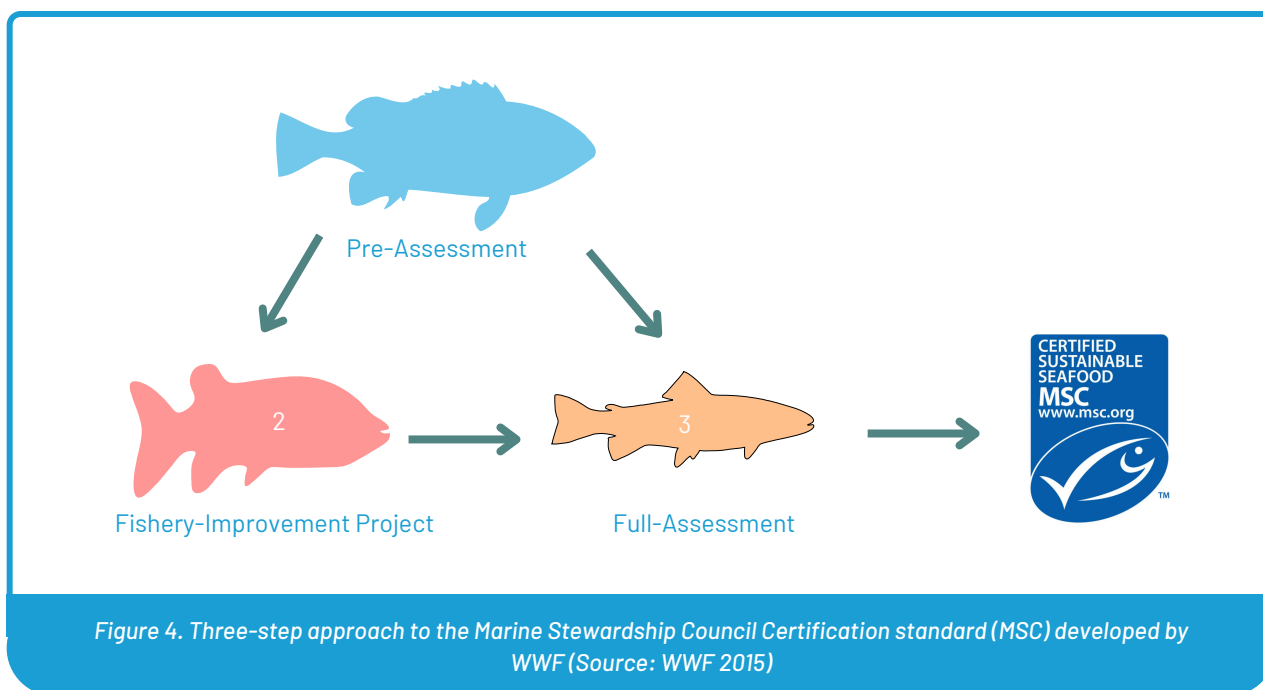 Pre-Assessment
2
3
Fishery-Improvement Project
Full-Assessment
CERTIFIED
SUSTAINABLE
SEAFOOD
MSC
www.msc.org
TM
Figure 4. Three-step approach to the Marine Stewardship Council Certification standard (MSC) developed by
WWF (Source: WWF 2015)